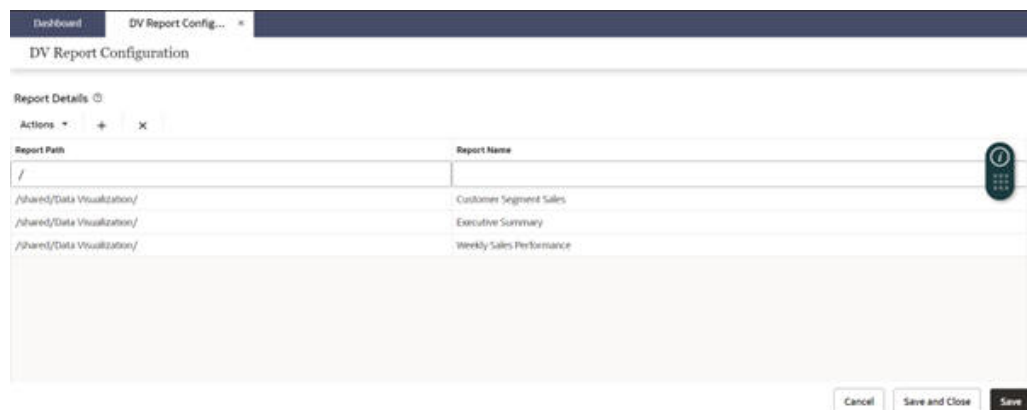 Dashboard DV Report Config... ×
DV Report Configuration
Report Details
Actions
Report Path Report Name
/
/shared/Data Visualization/ Customer Segment Sales
/shared/Data Visualization/ Executive Summary
/shared/Data Visualization/ Weekly Sales Performance
Cancel Save and Close Save